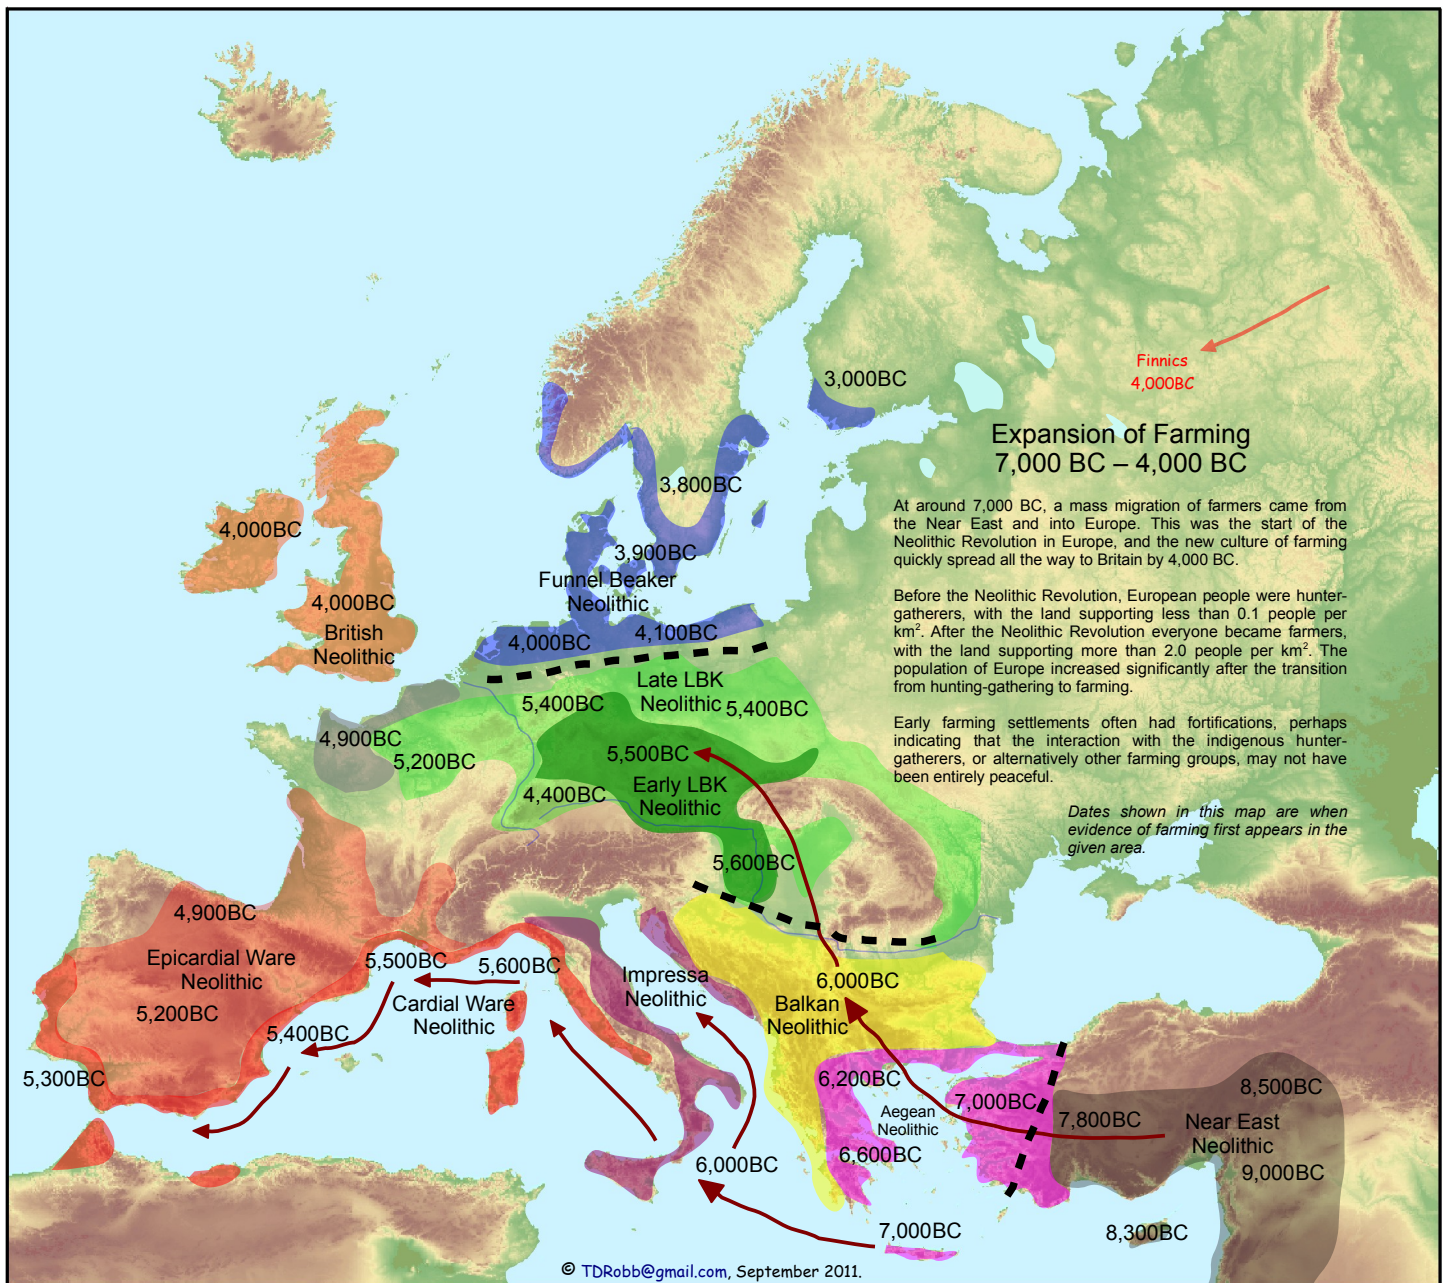 3,000BC
Finnics
4,000BC
Expansion of Farming
7,000 BC – 4,000 BC
At around 7,000 BC, a mass migration of farmers came from
the Near East and into Europe. This was the start of the
Neolithic Revolution in Europe, and the new culture of farming
quickly spread all the way to Britain by 4,000 BC.
Before the Neolithic Revolution, European people were hunter-
gatherers, with the land supporting less than 0.1 people per
km². After the Neolithic Revolution everyone became farmers,
with the land supporting more than 2.0 people per km². The
population of Europe increased significantly after the transition
from hunting-gathering to farming.
Early farming settlements often had fortifications, perhaps
indicating that the interaction with the indigenous hunter-
gatherers, or alternatively other farming groups, may not have
been entirely peaceful.
Dates shown in this map are when
evidence of farming first appears in the
given area.
3,800BC
4,000BC
3,900BC
Funnel Beaker
Neolithic
4,000BC
British
Neolithic
4,000BC
4,100BC
Late LBK
Neolithic
5,400BC
5,400BC
4,900BC
5,200BC
5,500BC
Early LBK
Neolithic
4,400BC
5,600BC
4,900BC
Epicardial Ware
Neolithic
5,200BC
5,500BC
5,600BC
Cardial Ware
Neolithic
5,400BC
5,300BC
Impressa
Neolithic
6,000BC
Balkan
Neolithic
6,200BC
Aegean
Neolithic
7,000BC
7,800BC
8,500BC
Near East
Neolithic
9,000BC
6,600BC
6,000BC
7,000BC
8,300BC
© TDRobb@gmail.com, September 2011.